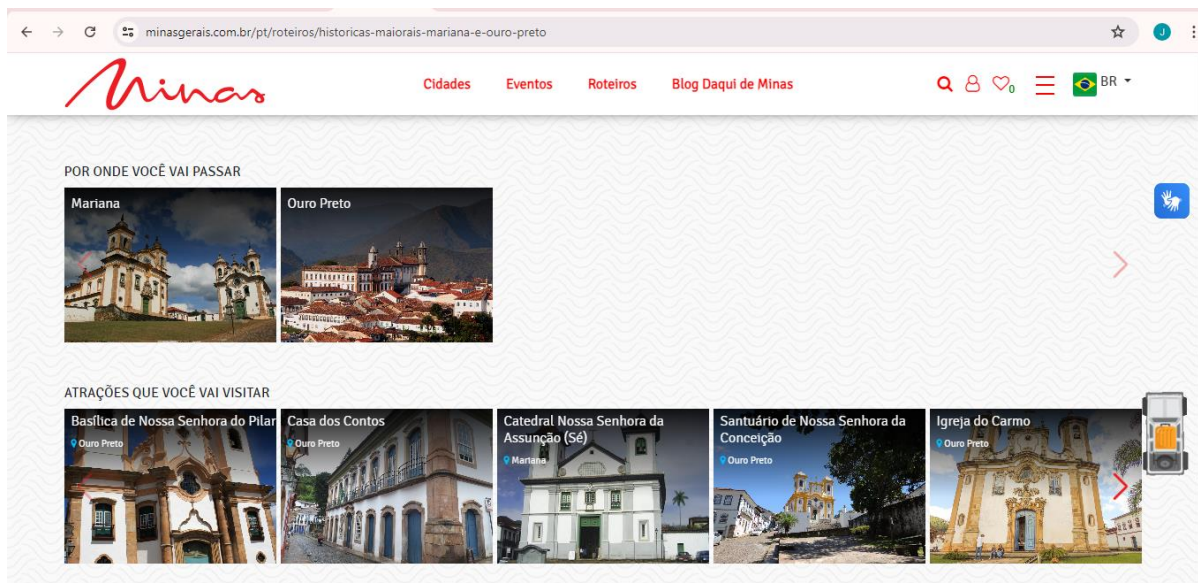 minasgerais.com.br/pt/roteiros/historicas-maiorais-mariana-e-ouro-preto
J
Minas
Cidades
Eventos
Roteiros
Blog Daqui de Minas
0
BR
POR ONDE VOCÊ VAI PASSAR
Mariana
Ouro Preto
ATRAÇÕES QUE VOCÊ VAI VISITAR
Basílica de Nossa Senhora do Pilar
Ouro Preto
Casa dos Contos
Ouro Preto
Catedral Nossa Senhora da
Assunção (Sé)
Mariana
Santuário de Nossa Senhora da
Conceição
Ouro Preto
Igreja do Carmo
Ouro Preto